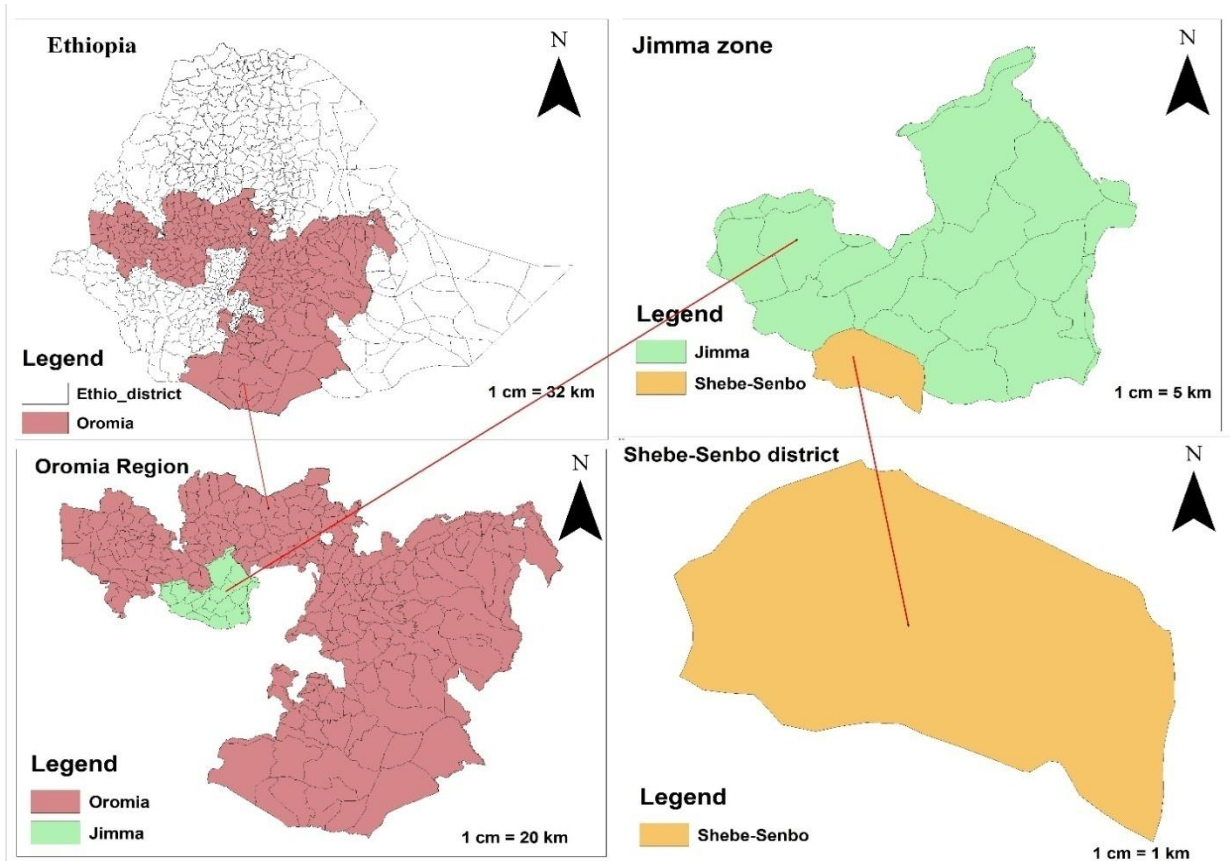 Ethiopia
N
Legend
Ethio_district
Oromia
1 cm = 32 km
Jimma zone
N
Legend
Jimma
Shebe-Senbo
1 cm = 5 km
Oromia Region
N
Legend
Oromia
Jimma
1 cm = 20 km
Shebe-Senbo district
N
Legend
Shebe-Senbo
1 cm = 1 km